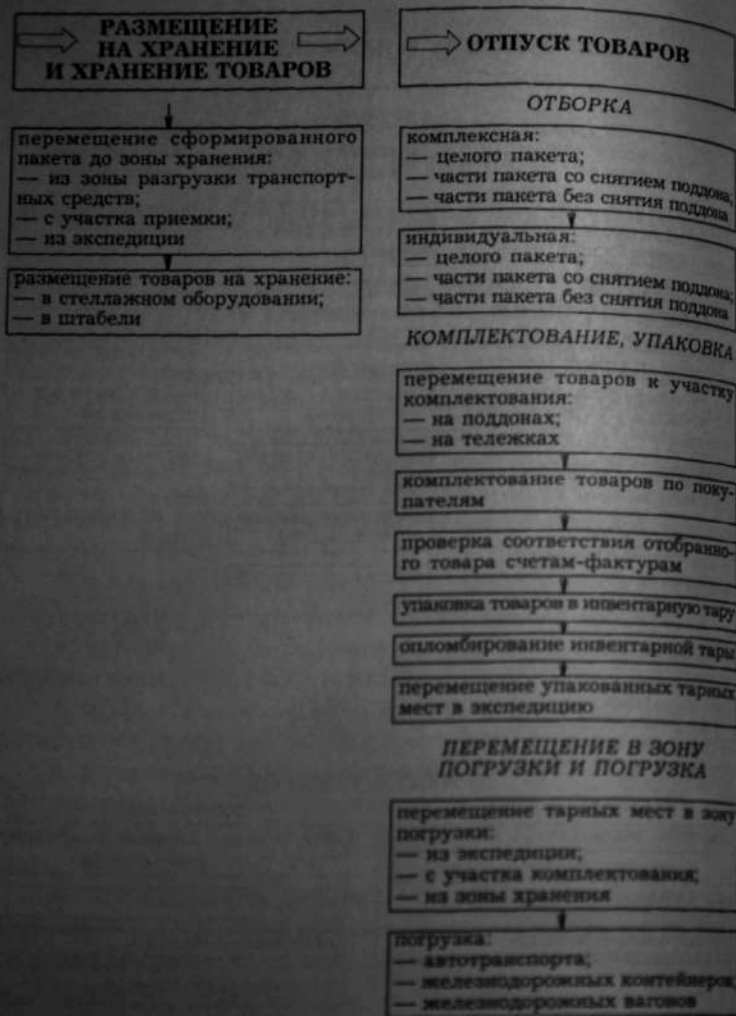 РАЗМЕЩЕНИЕ
НА ХРАНЕНИЕ
И ХРАНЕНИЕ ТОВАРОВ
перемещение сформированного
пакета до зоны хранения:
— из зоны разгрузки транспорт-
ных средств;
— с участка приемки;
— из экспедиции
размещение товаров на хранение:
— в стеллажном оборудовании;
— в штабели
ОТПУСК ТОВАРОВ
ОТБОРКА
комплексная:
— целого пакета;
— части пакета со снятием поддона;
— части пакета без снятия поддона
индивидуальная:
— целого пакета;
— части пакета со снятием поддона;
— части пакета без снятия поддона
КОМПЛЕКТОВАНИЕ, УПАКОВКА
перемещение товаров к участку
комплектования:
— на поддонах;
— на тележках
комплектование товаров по поку-
пателям
проверка соответствия отобранно-
го товара счетам-фактурам
упаковка товаров в инвентарную тару
опломбирование инвентарной тары
перемещение упакованных тарных
мест в экспедицию
ПЕРЕМЕЩЕНИЕ В ЗОНУ
ПОГРУЗКИ И ПОГРУЗКА
перемещение тарных мест в зону
погрузки:
— из экспедиции;
— с участка комплектования;
— из зоны хранения
погрузка:
— автотранспорта;
— железнодорожных контейнеров;
— железнодорожных вагонов